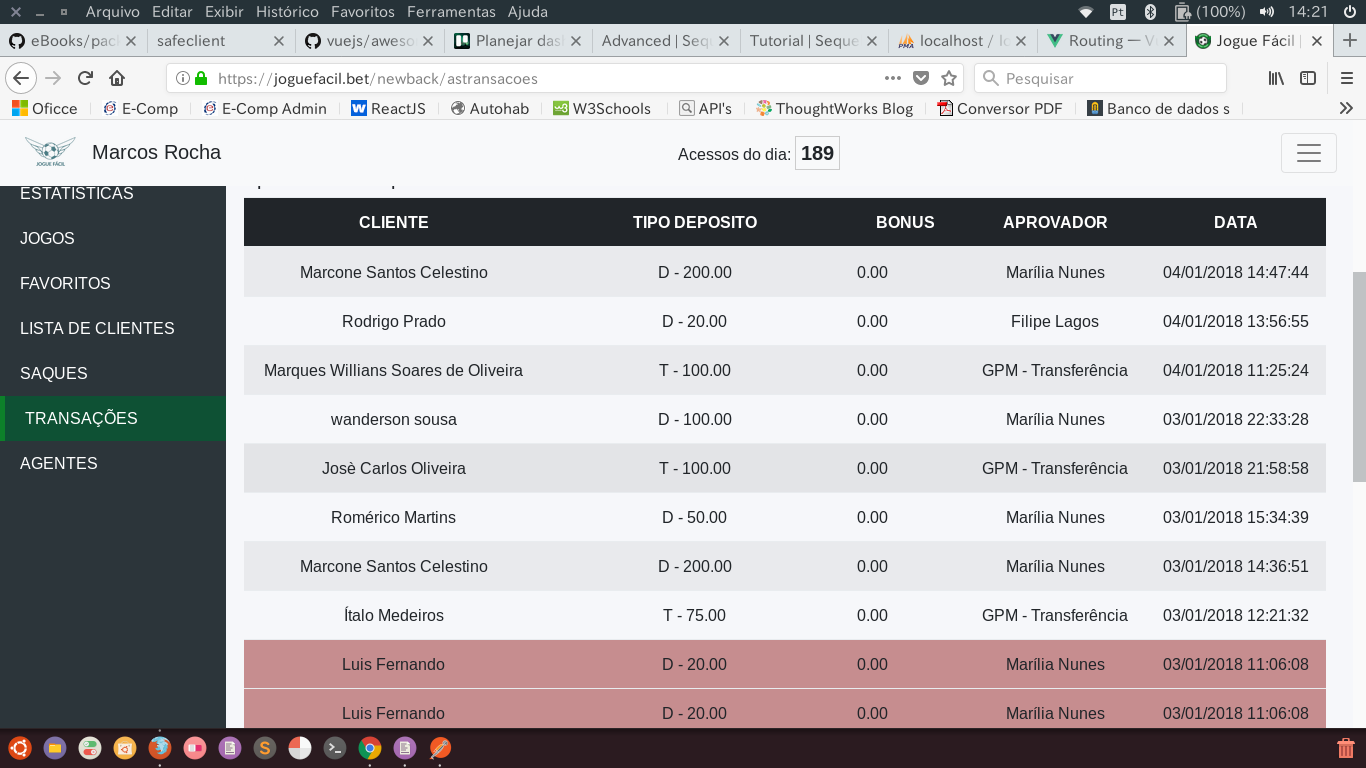 Arquivo Editar Exibir Histórico Favoritos Ferramentas Ajuda Pt (100%) 14:21
eBooks/pac safeclient vuejs/aweso Planejar das Advanced | Sequ Tutorial | Seque localhost / lo Routing — V Jogue Fácil |
https://joguefacil.bet/newback/astransacoes Pesquisar
Oficce E-Comp E-Comp Admin ReactJS Autohab W3Schools API's ThoughtWorks Blog Conversor PDF Banco de dados s
JOGUE FÁCIL Marcos Rocha Acessos do dia: 189
ESTATISTICAS
JOGOS
FAVORITOS
LISTA DE CLIENTES
SAQUES
TRANSAÇÕES
AGENTES
CLIENTE TIPO DEPOSITO BONUS APROVADOR DATA
Marcone Santos Celestino D - 200.00 0.00 Marília Nunes 04/01/2018 14:47:44
Rodrigo Prado D - 20.00 0.00 Filipe Lagos 04/01/2018 13:56:55
Marques Willians Soares de Oliveira T - 100.00 0.00 GPM - Transferência 04/01/2018 11:25:24
wanderson sousa D - 100.00 0.00 Marília Nunes 03/01/2018 22:33:28
Josè Carlos Oliveira T - 100.00 0.00 GPM - Transferência 03/01/2018 21:58:58
Romérico Martins D - 50.00 0.00 Marília Nunes 03/01/2018 15:34:39
Marcone Santos Celestino D - 200.00 0.00 Marília Nunes 03/01/2018 14:36:51
Ítalo Medeiros T - 75.00 0.00 GPM - Transferência 03/01/2018 12:21:32
Luis Fernando D - 20.00 0.00 Marília Nunes 03/01/2018 11:06:08
Luis Fernando D - 20.00 0.00 Marília Nunes 03/01/2018 11:06:08